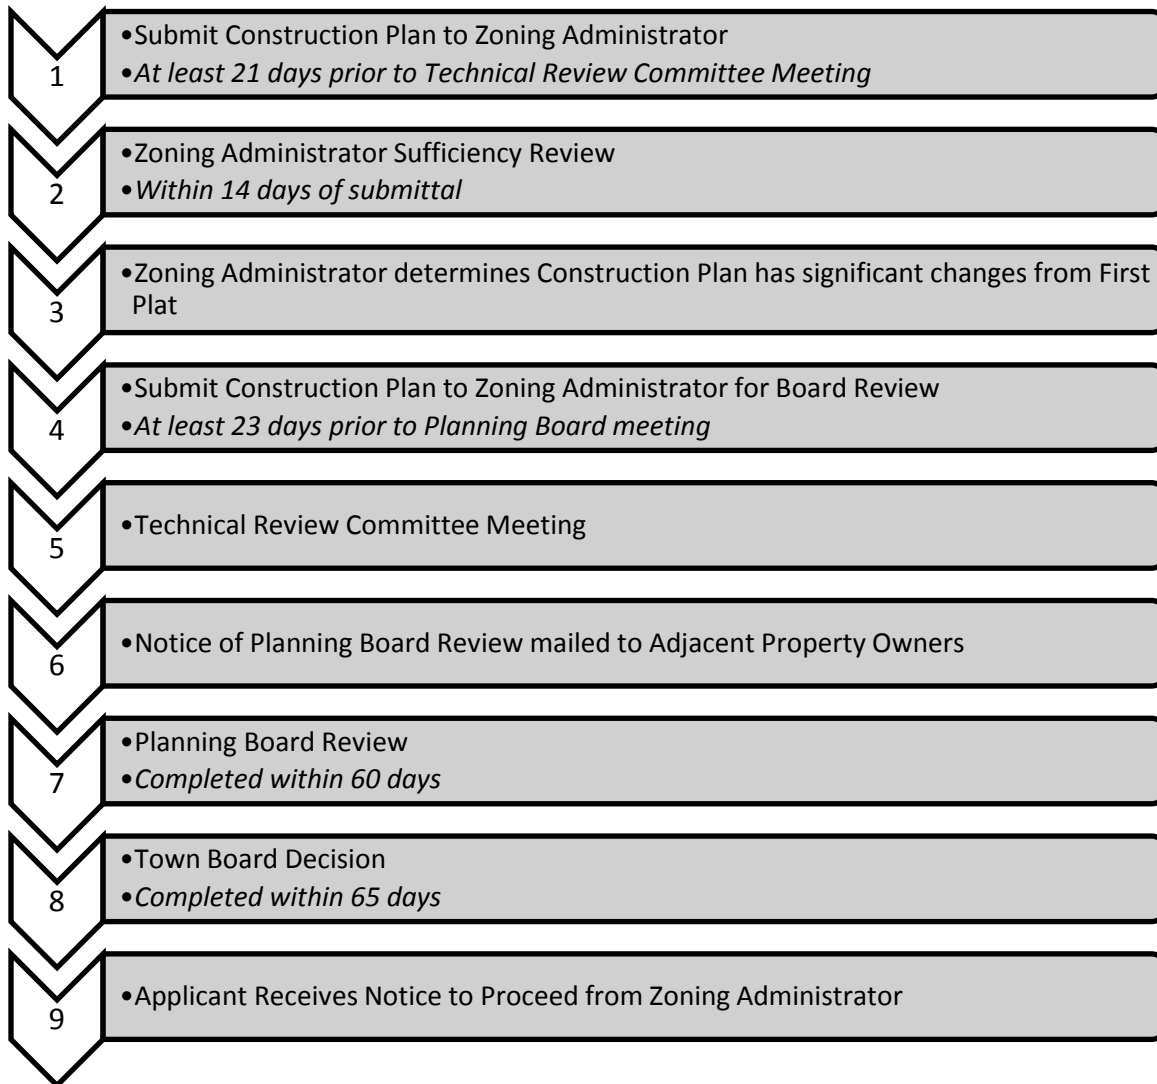 1
•Submit Construction Plan to Zoning Administrator
•At least 21 days prior to Technical Review Committee Meeting
2
•Zoning Administrator Sufficiency Review
•Within 14 days of submittal
3
•Zoning Administrator determines Construction Plan has significant changes from First
Plat
4
•Submit Construction Plan to Zoning Administrator for Board Review
•At least 23 days prior to Planning Board meeting
5
•Technical Review Committee Meeting
6
•Notice of Planning Board Review mailed to Adjacent Property Owners
7
•Planning Board Review
•Completed within 60 days
8
•Town Board Decision
•Completed within 65 days
9
•Applicant Receives Notice to Proceed from Zoning Administrator